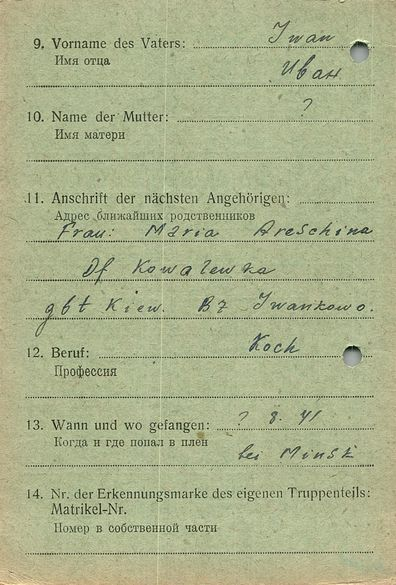 9. Vorname des Vaters: Iwan
Имя отца
Иван
10. Name der Mutter: ?
Имя матери
11. Anschrift der nächsten Angehörigen:
Адрес ближайших родственников
Frau: Maria Areschina
Df Kowalewka
gbt Kiew. Bz Iwankowo.
12. Beruf: Koch
Профессия
13. Wann und wo gefangen: ? 8. 41
Когда и где попал в плен
bei Minsk
14. Nr. der Erkennungsmarke des eigenen Truppenteils:
Matrikel-Nr.
Номер в собственной части